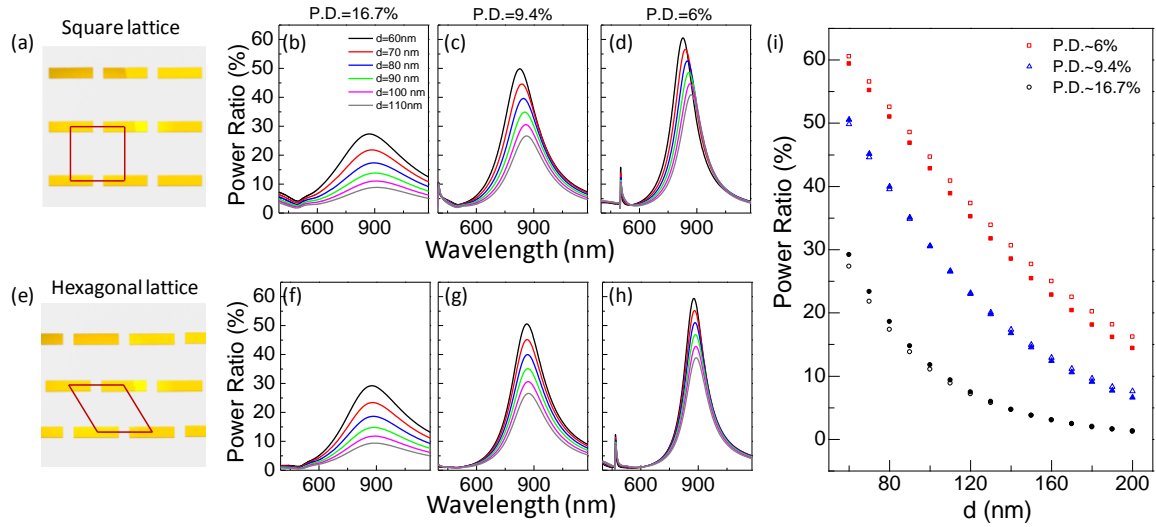 Square lattice
(a)
P.D.=16.7%
P.D.=9.4%
P.D.=6%
(b)
(c)
(d)
d=60nm
d=70 nm
d=80 nm
d=90 nm
d=100 nm
d=110nm
Power Ratio (%)
60
50
40
30
20
10
0
600 900 600 900 600 900
Wavelength (nm)
(e)
Hexagonal lattice
(f)
(g)
(h)
Power Ratio (%)
60
50
40
30
20
10
0
600 900 600 900 600 900
Wavelength (nm)
(i)
P.D.~6%
P.D.~9.4%
P.D.~16.7%
Power Ratio (%)
60
50
40
30
20
10
0
80 120 160 200
d (nm)